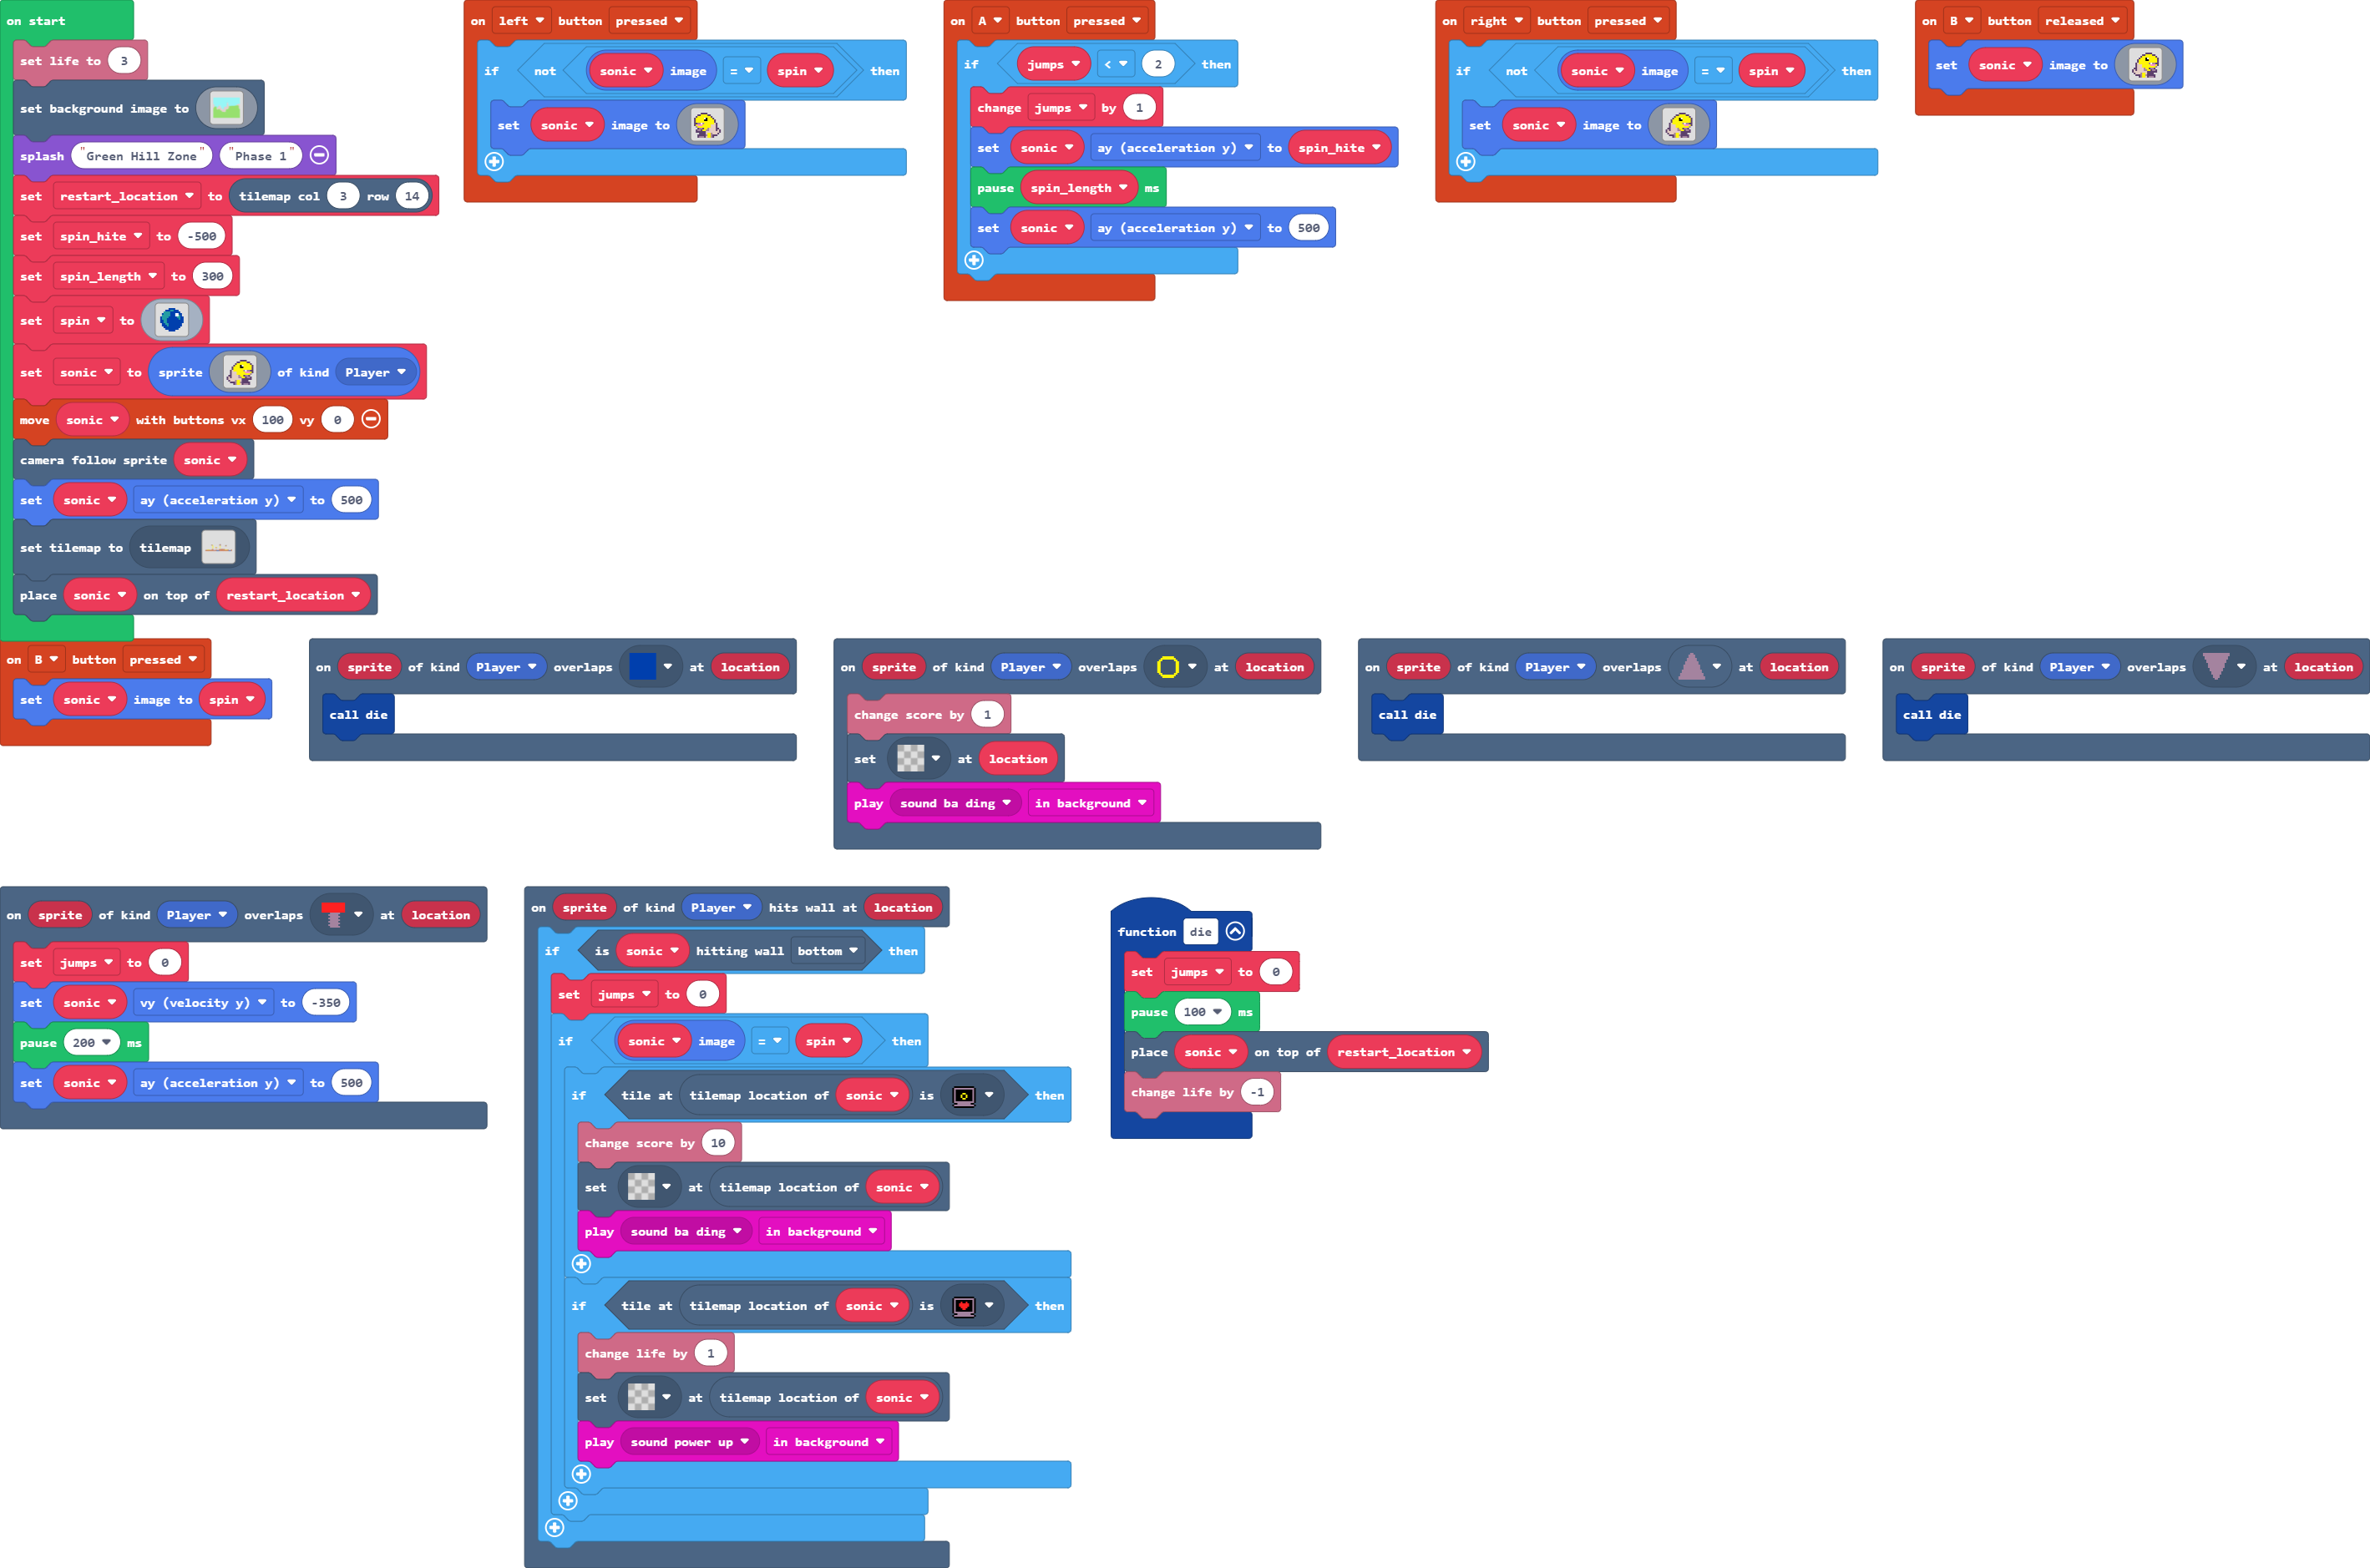 on start
set life to 3
set background image to
splash "Green Hill Zone" "Phase 1"
set restart_location to tilemap col 3 row 14
set spin_hite to -500
set spin_length to 300
set spin to
set sonic to sprite of kind Player
move sonic with buttons vx 100 vy 0
camera follow sprite sonic
set sonic ay (acceleration y) to 500
set tilemap to tilemap
place sonic on top of restart_location
on left button pressed
if not sonic image = spin then
set sonic image to
on A button pressed
if jumps < 2 then
change jumps by 1
set sonic ay (acceleration y) to spin_hite
pause spin_length ms
set sonic ay (acceleration y) to 500
on right button pressed
if not sonic image = spin then
set sonic image to
on B button released
set sonic image to
on B button pressed
set sonic image to spin
on sprite of kind Player overlaps at location
call die
on sprite of kind Player overlaps at location
change score by 1
set at location
play sound ba ding in background
on sprite of kind Player overlaps at location
call die
on sprite of kind Player overlaps at location
call die
on sprite of kind Player overlaps at location
set jumps to 0
set sonic vy (velocity y) to -350
pause 200 ms
set sonic ay (acceleration y) to 500
on sprite of kind Player hits wall at location
if is sonic hitting wall bottom then
set jumps to 0
if sonic image = spin then
if tile at tilemap location of sonic is then
change score by 10
set at tilemap location of sonic
play sound ba ding in background
if tile at tilemap location of sonic is then
change life by 1
set at tilemap location of sonic
play sound power up in background
function die
set jumps to 0
pause 100 ms
place sonic on top of restart_location
change life by -1